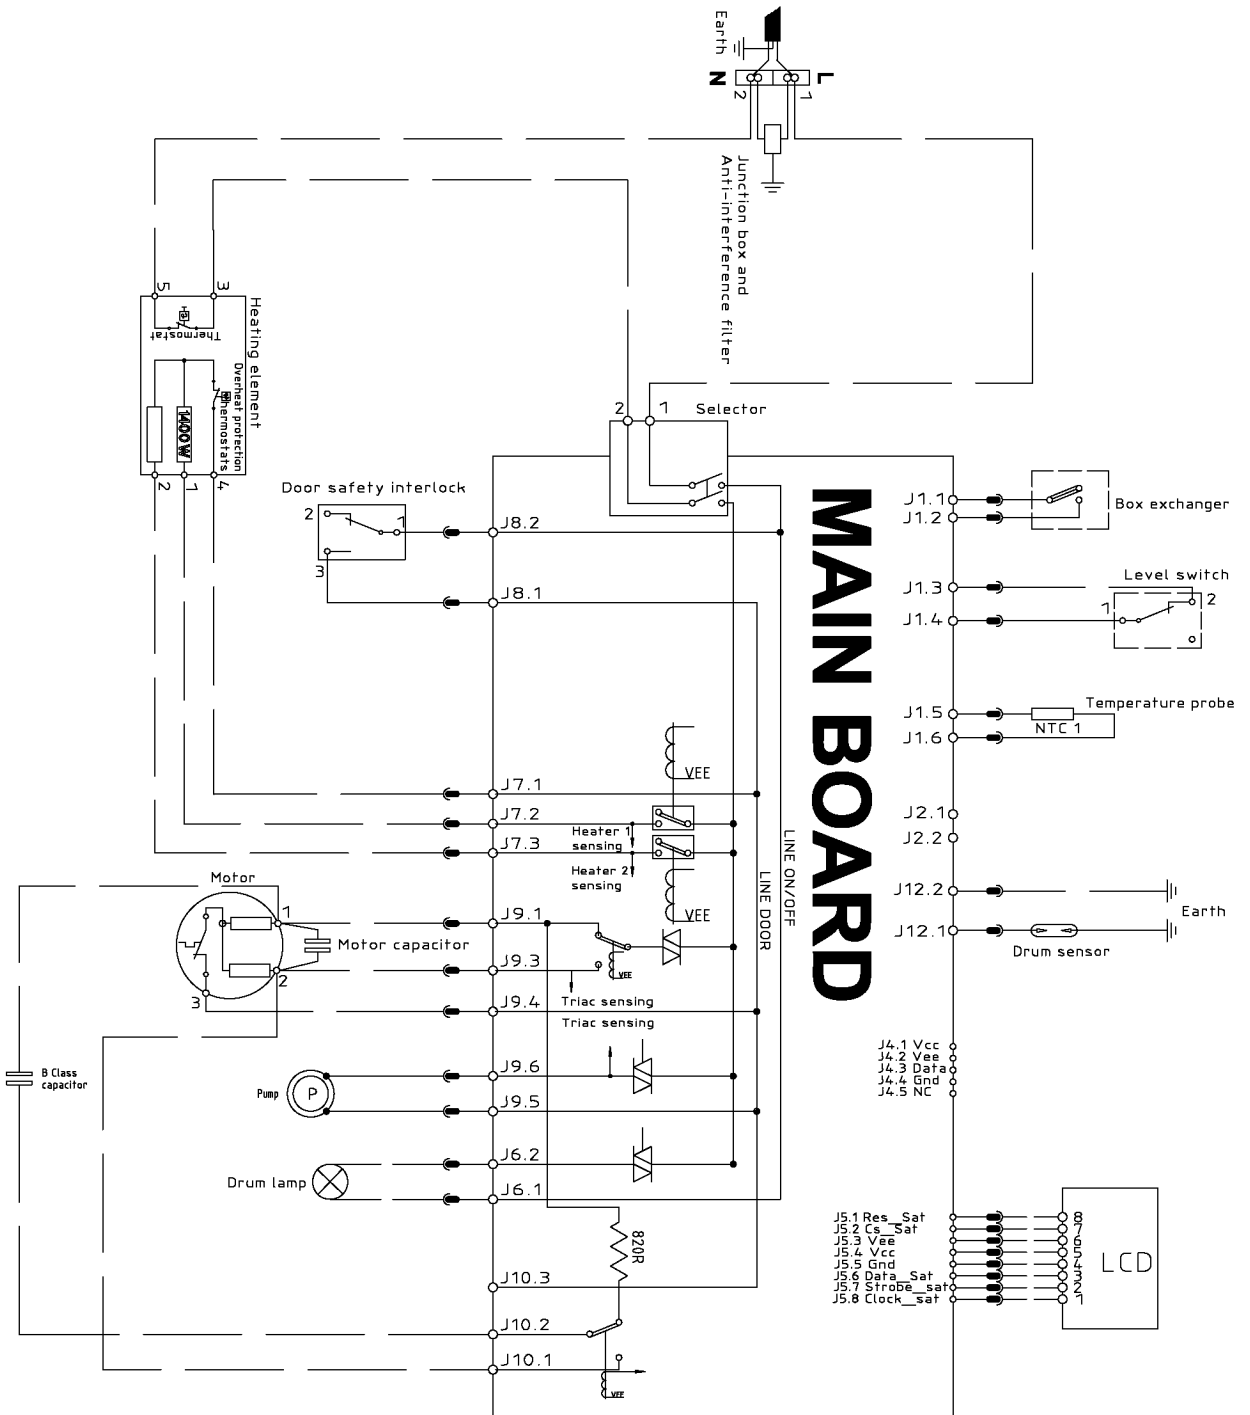 Earth
N
L
2
1
Junction box and
Anti-interference filter
5
3
Thermostat
Heating element
Overheat protection
Thermostats
1400W
2
1
4
2
1
Selector
Door safety interlock
2
1
3
J8.2
J8.1
MAIN BOARD
J1.1
J1.2
Box exchanger
J1.3
J1.4
Level switch
1
2
J1.5
J1.6
Temperature probe
NTC 1
VEE
J7.1
J7.2
J7.3
Heater 1
sensing
Heater 2
sensing
VEE
LINE ON/OFF
LINE DOOR
J2.1
J2.2
J12.2
J12.1
Earth
Drum sensor
Motor
1
2
3
Motor capacitor
J9.1
J9.3
J9.4
VEE
Triac sensing
Triac sensing
B Class
capacitor
Pump
P
J9.6
J9.5
Drum lamp
J6.2
J6.1
820R
J10.3
J10.2
J10.1
VEE
J4.1 Vcc
J4.2 Vee
J4.3 Data
J4.4 Gnd
J4.5 NC
J5.1 Res_Sat
J5.2 Cs_Sat
J5.3 Vee
J5.4 Vcc
J5.5 Gnd
J5.6 Data_Sat
J5.7 Strobe_sat
J5.8 Clock_sat
8
7
6
5
4
3
2
1
LCD